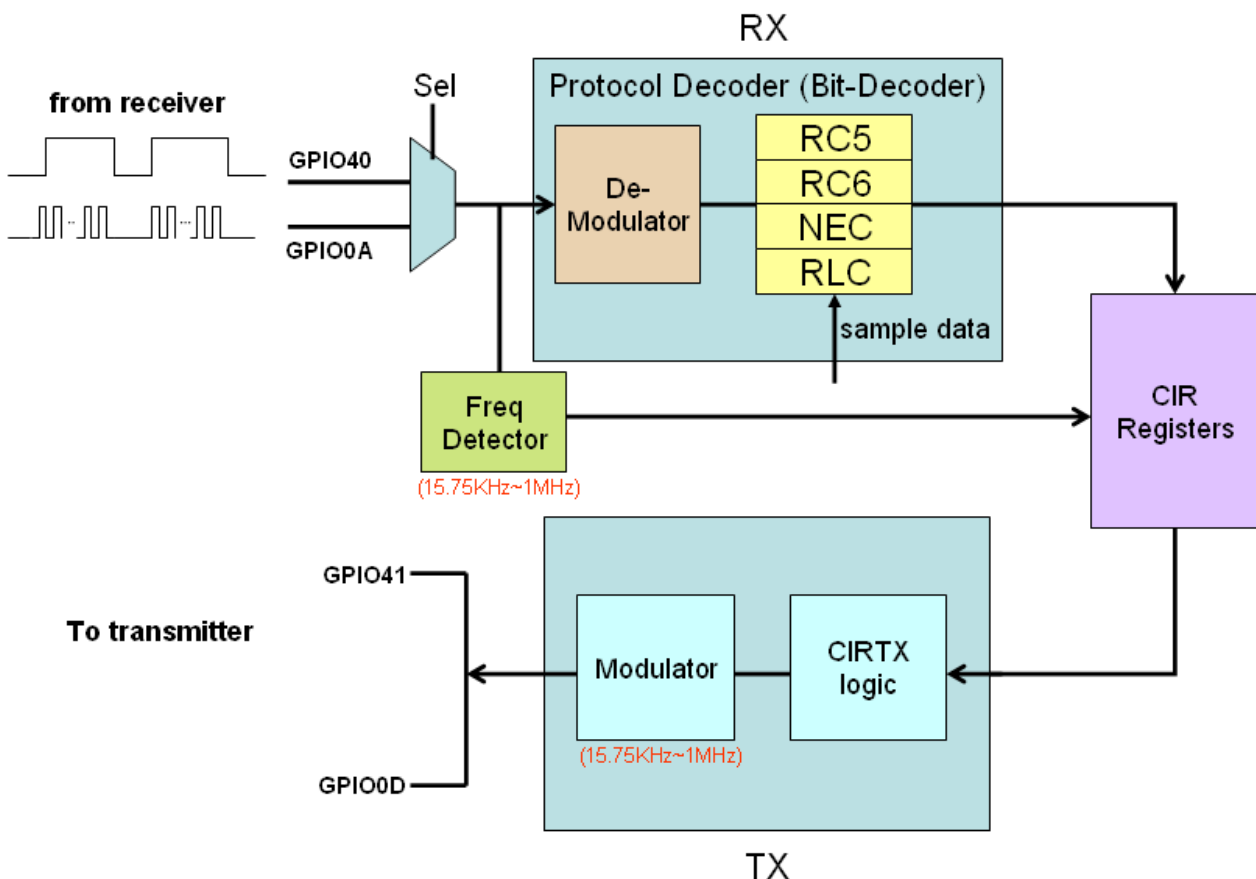 RX
Sel
Protocol Decoder (Bit-Decoder)
from receiver
GPIO40
GPIO0A
De-
Modulator
RC5
RC6
NEC
RLC
sample data
Freq
Detector
(15.75KHz~1MHz)
CIR
Registers
GPIO41
To transmitter
GPIO0D
Modulator
(15.75KHz~1MHz)
CIRTX
logic
TX